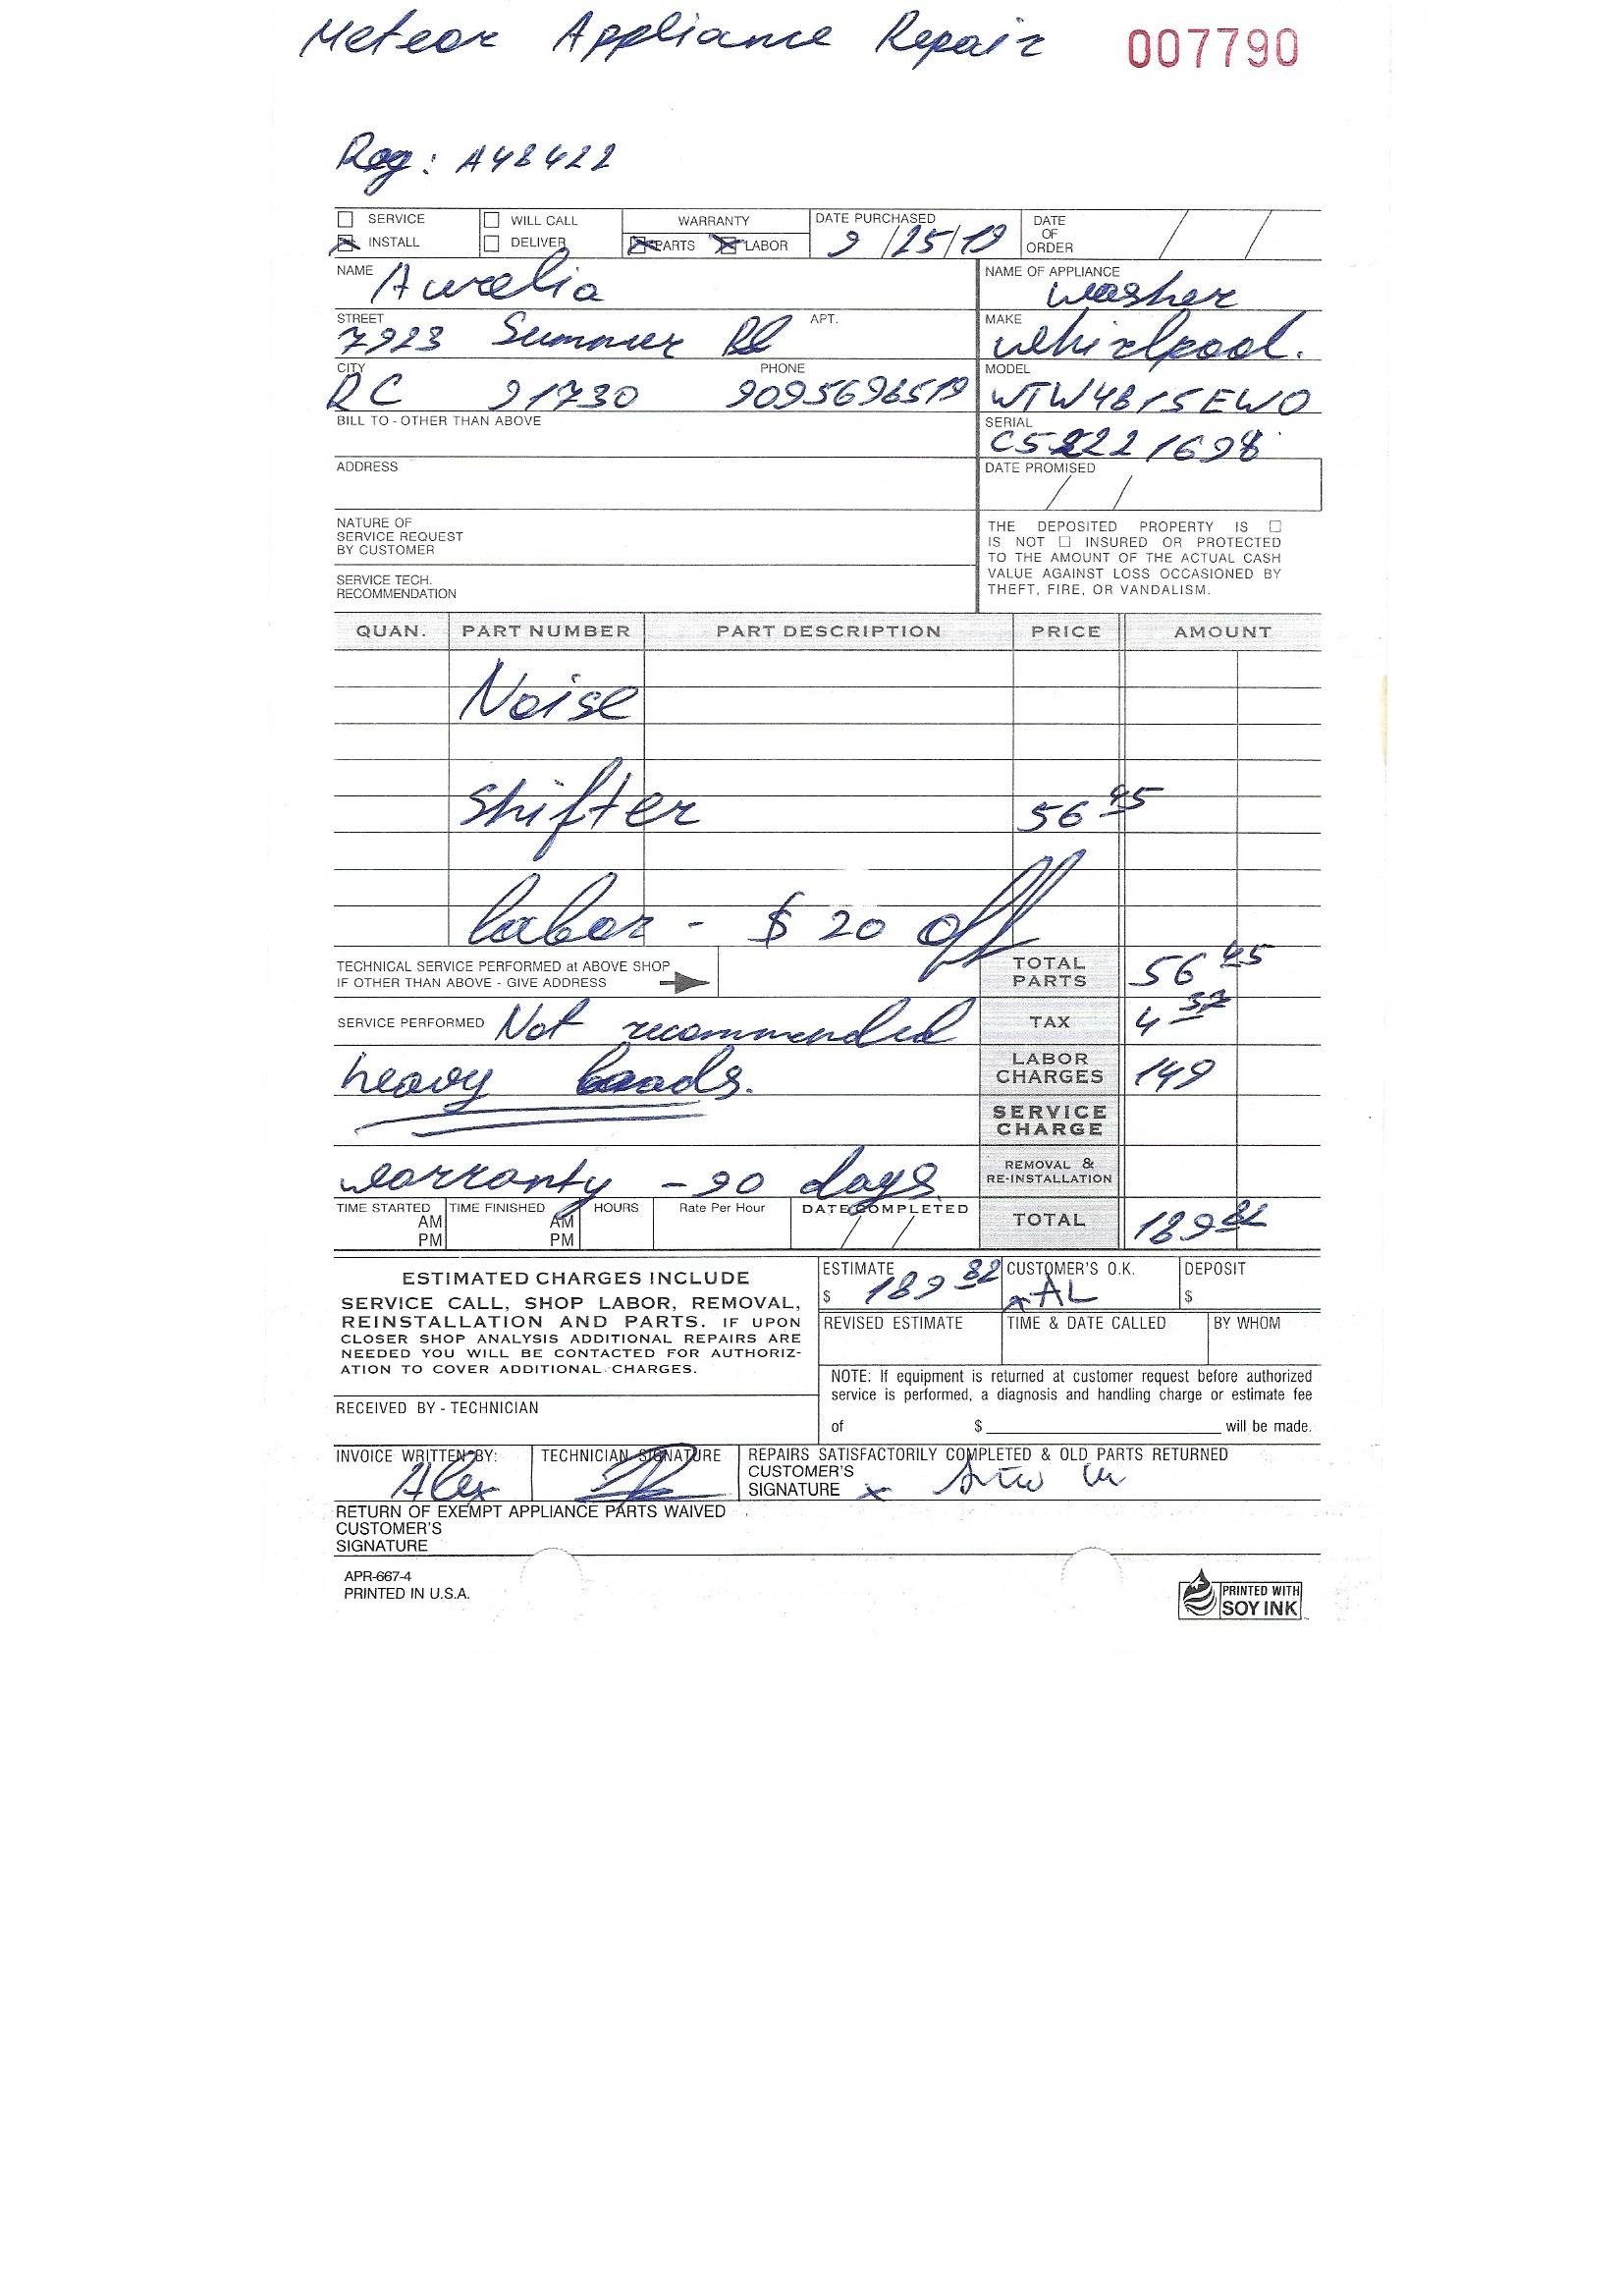 Meteor Appliance Repair 007790
Reg: A48422
SERVICE WILL CALL WARRANTY DATE PURCHASED DATE OF ORDER
INSTALL DELIVER PARTS LABOR 9/25/19
NAME Aurelia NAME OF APPLIANCE washer
STREET 7923 Summer Pl APT. MAKE Whirlpool.
CITY RC 91730 PHONE 9095696519 MODEL WTW4815EW0
BILL TO - OTHER THAN ABOVE SERIAL
ADDRESS DATE PROMISED / /
NATURE OF
SERVICE REQUEST
BY CUSTOMER
SERVICE TECH.
RECOMMENDATION
THE DEPOSITED PROPERTY IS ☐
IS NOT ☐ INSURED OR PROTECTED
TO THE AMOUNT OF THE ACTUAL CASH
VALUE AGAINST LOSS OCCASIONED BY
THEFT, FIRE, OR VANDALISM.
QUAN. PART NUMBER PART DESCRIPTION PRICE AMOUNT
Noise
Shifter 56 45
labor - $ 20 off
TECHNICAL SERVICE PERFORMED at ABOVE SHOP
IF OTHER THAN ABOVE - GIVE ADDRESS
TOTAL PARTS 56 45
SERVICE PERFORMED Not recommended TAX 4 37
heavy loads. LABOR CHARGES 149
SERVICE CHARGE
warranty - 90 days REMOVAL & RE-INSTALLATION
TIME STARTED AM PM TIME FINISHED AM PM HOURS Rate Per Hour DATE COMPLETED / / TOTAL 189 82
ESTIMATED CHARGES INCLUDE
SERVICE CALL, SHOP LABOR, REMOVAL,
REINSTALLATION AND PARTS. IF UPON
CLOSER SHOP ANALYSIS ADDITIONAL REPAIRS ARE
NEEDED YOU WILL BE CONTACTED FOR AUTHORIZ-
ATION TO COVER ADDITIONAL CHARGES.
ESTIMATE $ 189 82 CUSTOMER'S O.K. x AL DEPOSIT $
REVISED ESTIMATE TIME & DATE CALLED BY WHOM
NOTE: If equipment is returned at customer request before authorized
service is performed, a diagnosis and handling charge or estimate fee
of $ will be made.
RECEIVED BY - TECHNICIAN
INVOICE WRITTEN BY: Alex TECHNICIAN SIGNATURE REPAIRS SATISFACTORILY COMPLETED & OLD PARTS RETURNED
CUSTOMER'S
SIGNATURE x
RETURN OF EXEMPT APPLIANCE PARTS WAIVED
CUSTOMER'S
SIGNATURE
APR-667-4
PRINTED IN U.S.A.
PRINTED WITH
SOY INK